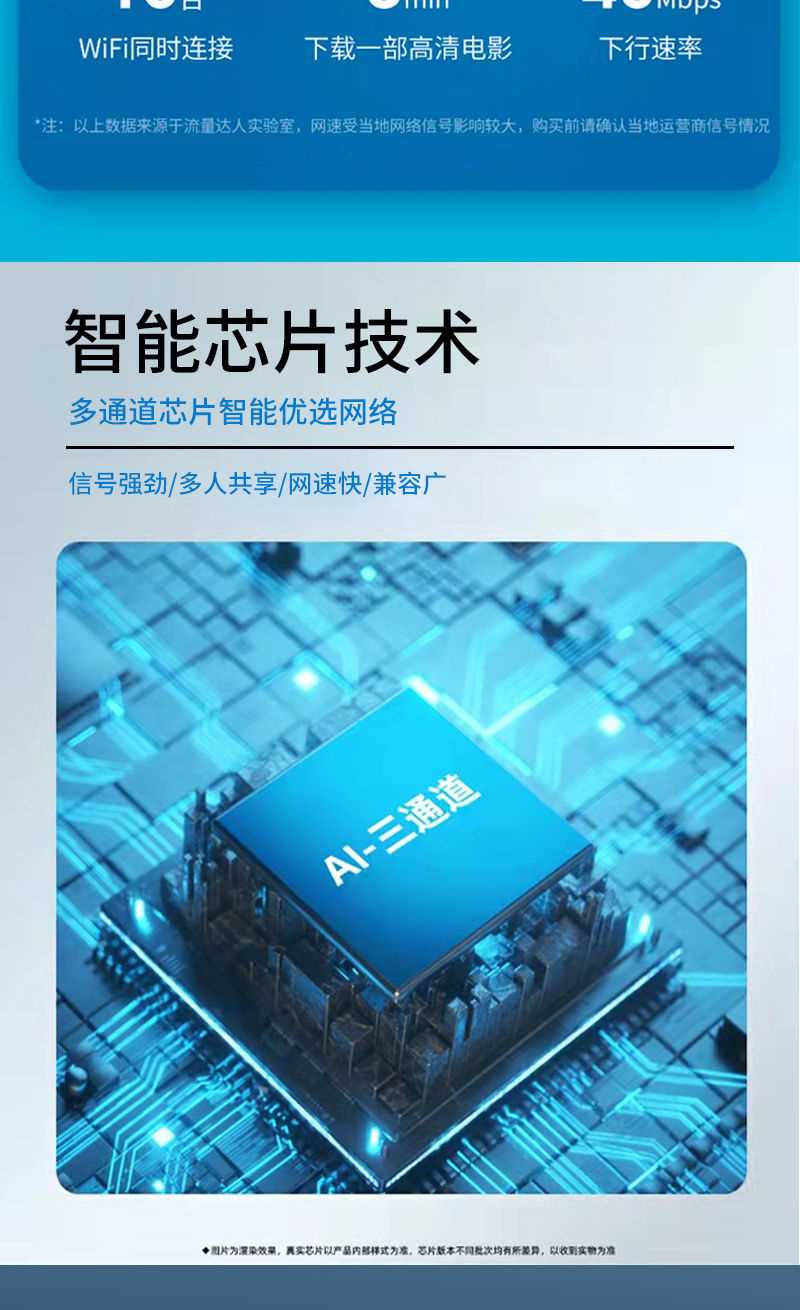 台 min Mbps
WiFi同时连接 下载一部高清电影 下行速率
*注：以上数据来源于流量达人实验室，网速受当地网络信号影响较大，购买前请确认当地运营商信号情况
智能芯片技术
多通道芯片智能优选网络
信号强劲/多人共享/网速快/兼容广
AI-三通道
◆图片为渲染效果，真实芯片以产品内部样式为准，芯片版本不同批次均有所差异，以收到实物为准